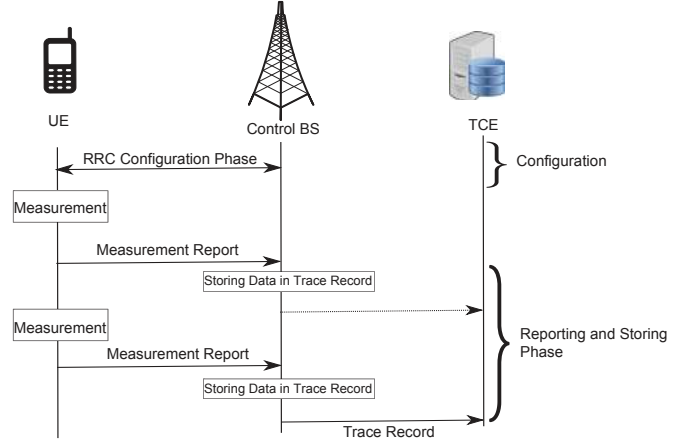 UE
Control BS
TCE
RRC Configuration Phase
Configuration
Measurement
Measurement Report
Storing Data in Trace Record
Measurement
Reporting and Storing
Phase
Measurement Report
Storing Data in Trace Record
Trace Record